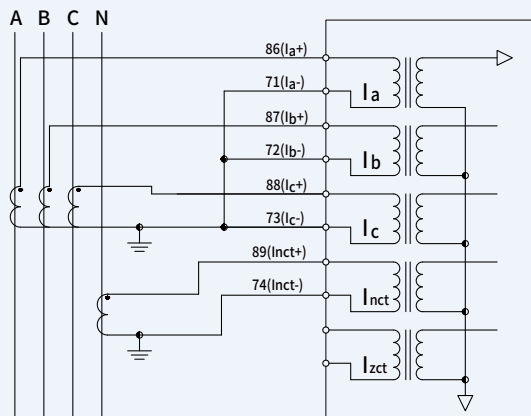 A B C N
86(Ia+)
71(Ia-)
Ia
87(Ib+)
72(Ib-)
Ib
88(Ic+)
73(Ic-)
Ic
89(Inct+)
74(Inct-)
Inct
Izct